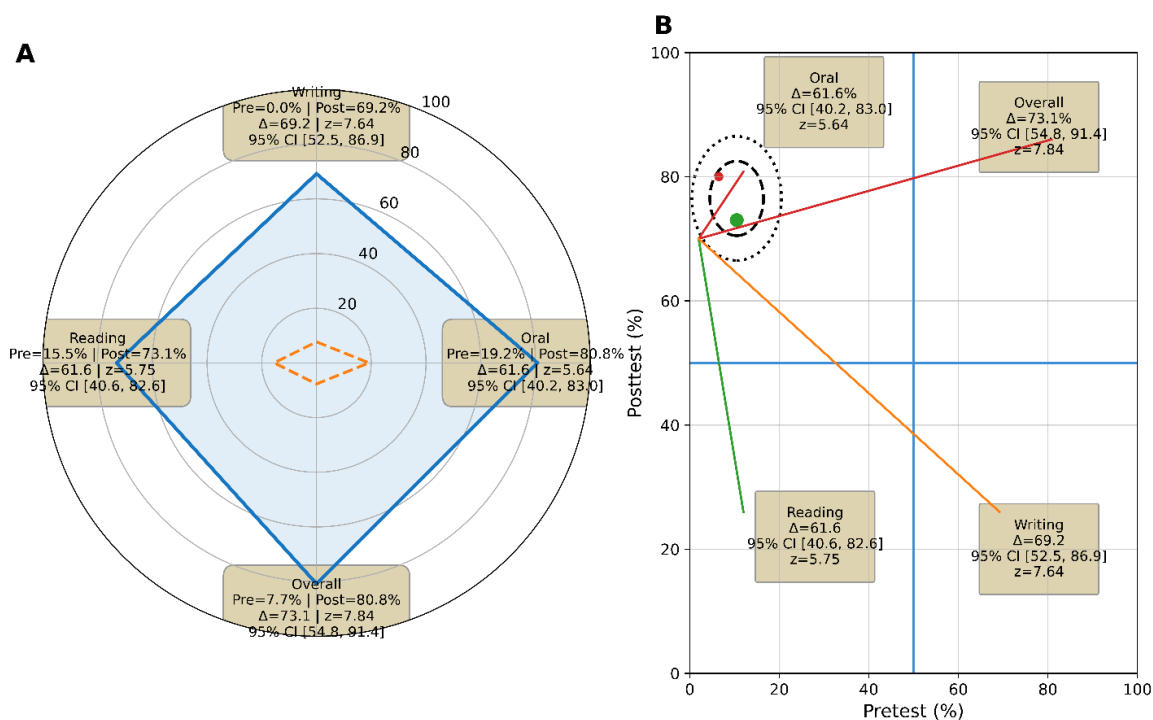 A
Writing
Pre=0.0% | Post=69.2%
Δ=69.2 | z=7.64
95% CI [52.5, 86.9]
100
80
60
40
20
Reading
Pre=15.5% | Post=73.1%
Δ=61.6 | z=5.75
95% CI [40.6, 82.6]
Oral
Pre=19.2% | Post=80.8%
Δ=61.6 | z=5.64
95% CI [40.2, 83.0]
Overall
Pre=7.7% | Post=80.8%
Δ=73.1 | z=7.84
95% CI [54.8, 91.4]
B
Posttest (%)
100
80
60
40
20
0
Oral
Δ=61.6%
95% CI [40.2, 83.0]
z=5.64
Overall
Δ=73.1%
95% CI [54.8, 91.4]
z=7.84
Reading
Δ=61.6
95% CI [40.6, 82.6]
z=5.75
Writing
Δ=69.2
95% CI [52.5, 86.9]
z=7.64
0 20 40 60 80 100
Pretest (%)